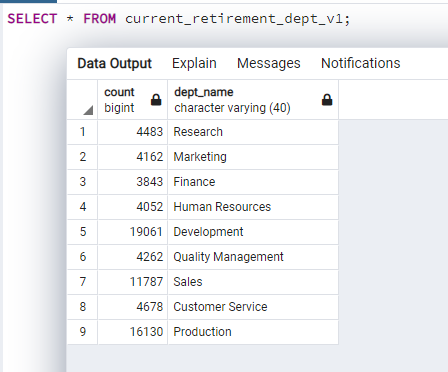 SELECT * FROM current_retirement_dept_v1;
Data Output Explain Messages Notifications
count dept_name
bigint character varying (40)
1 4483 Research
2 4162 Marketing
3 3843 Finance
4 4052 Human Resources
5 19061 Development
6 4262 Quality Management
7 11787 Sales
8 4678 Customer Service
9 16130 Production